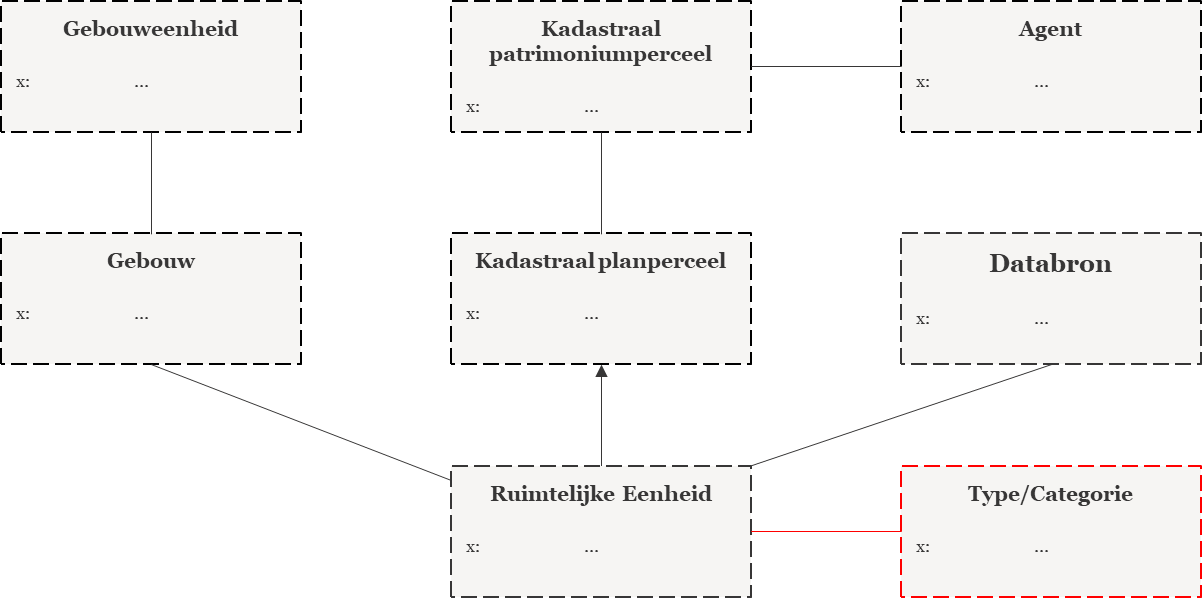 Gebouweenheid
x: ...
Kadastraal
patrimoniumperceel
x: ...
Agent
x: ...
Gebouw
x: ...
Kadastraal planperceel
x: ...
Databron
x: ...
Ruimtelijke Eenheid
x: ...
Type/Categorie
x: ...